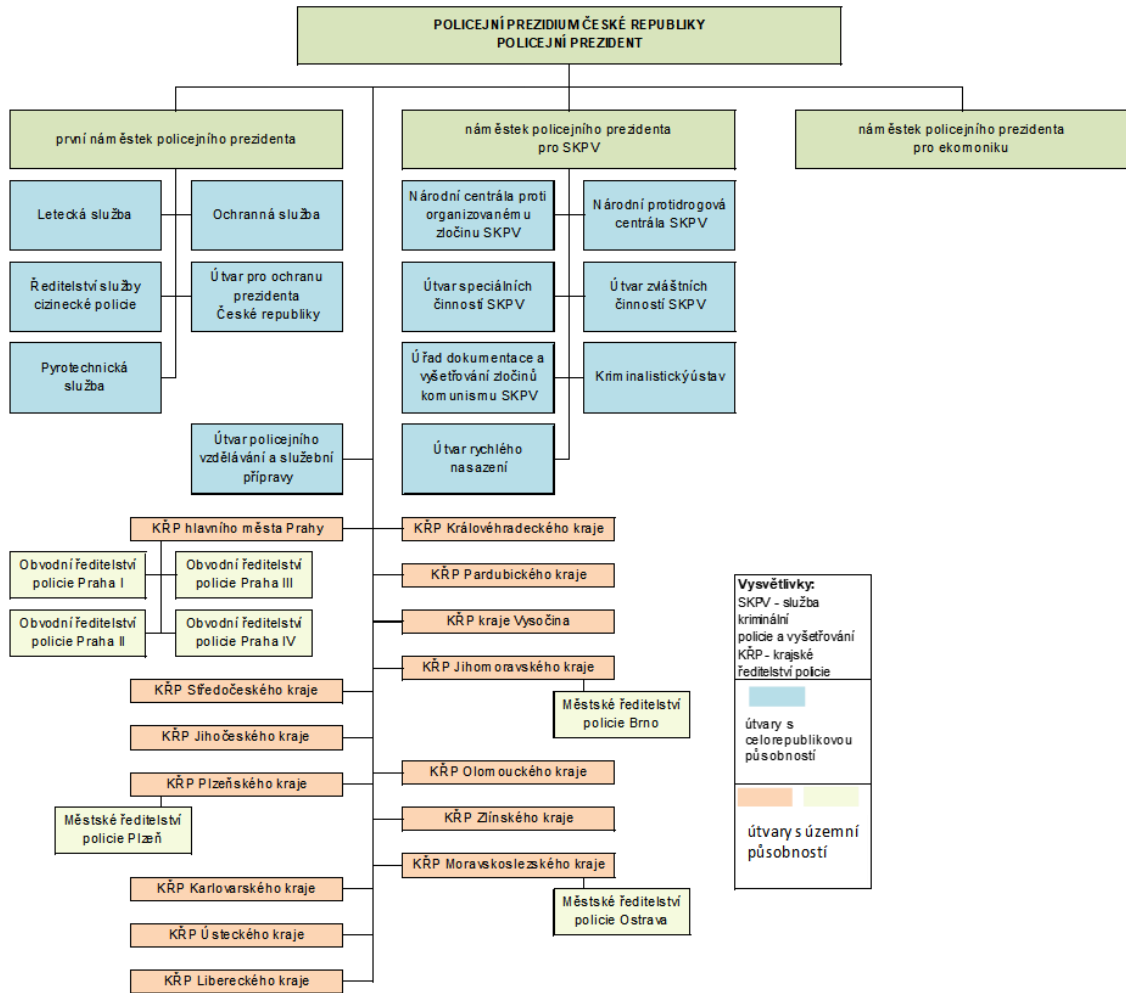 POLICEJNÍ PREZIDIUM ČESKÉ REPUBLIKY
POLICEJNÍ PREZIDENT
první náměstek policejního prezidenta
náměstek policejního prezidenta
pro SKPV
náměstek policejního prezidenta
pro ekomoniku
Letecká služba
Ochranná služba
Národní centrála proti
organizovanému
zločinu SKPV
Národní protidrogová
centrála SKPV
Ředitelství služby
cizinecké policie
Útvar pro ochranu
prezidenta
České republiky
Útvar speciálních
činností SKPV
Útvar zvláštních
činností SKPV
Pyrotechnická
služba
Úřad dokumentace a
vyšetřování zločinů
komunismu SKPV
Kriminalistický ústav
Útvar policejního
vzdělávání a služební
přípravy
Útvar rychlého
nasazení
KŘP hlavního města Prahy
KŘP Královéhradeckého kraje
Obvodní ředitelství
policie Praha I
Obvodní ředitelství
policie Praha III
KŘP Pardubického kraje
Obvodní ředitelství
policie Praha II
Obvodní ředitelství
policie Praha IV
KŘP kraje Vysočina
KŘP Jihomoravského kraje
KŘP Středočeského kraje
Městské ředitelství
policie Brno
KŘP Jihočeského kraje
KŘP Olomouckého kraje
KŘP Plzeňského kraje
Městské ředitelství
policie Plzeň
KŘP Zlínského kraje
KŘP Moravskoslezského kraje
KŘP Karlovarského kraje
Městské ředitelství
policie Ostrava
KŘP Ústeckého kraje
KŘP Libereckého kraje
Vysvětlivky:
SKPV - služba
kriminální
policie a vyšetřování
KŘP - krajské
ředitelství policie
útvary s
celorepublikovou
působností
útvary s územní
působností